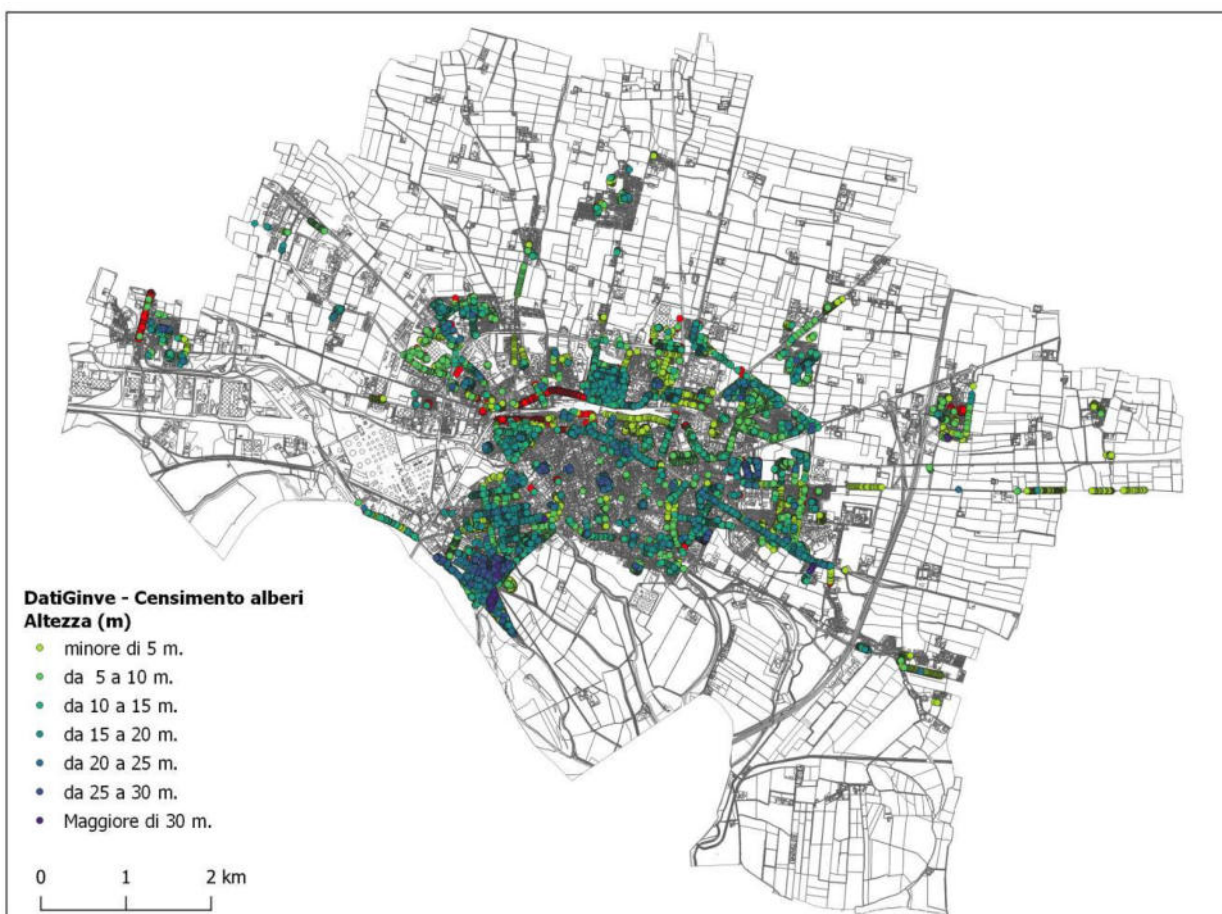 DatiGinve - Censimento alberi
Altezza (m)
minore di 5 m.
da 5 a 10 m.
da 10 a 15 m.
da 15 a 20 m.
da 20 a 25 m.
da 25 a 30 m.
Maggiore di 30 m.
0 1 2 km